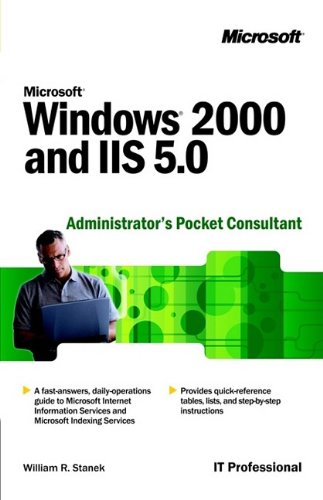 Microsoft®
Microsoft®
Windows® 2000
and IIS 5.0
Administrator's Pocket Consultant
A fast-answers, daily-operations
guide to Microsoft Internet
Information Services and
Microsoft Indexing Services
Provides quick-reference
tables, lists, and step-by-step
instructions
William R. Stanek
IT Professional